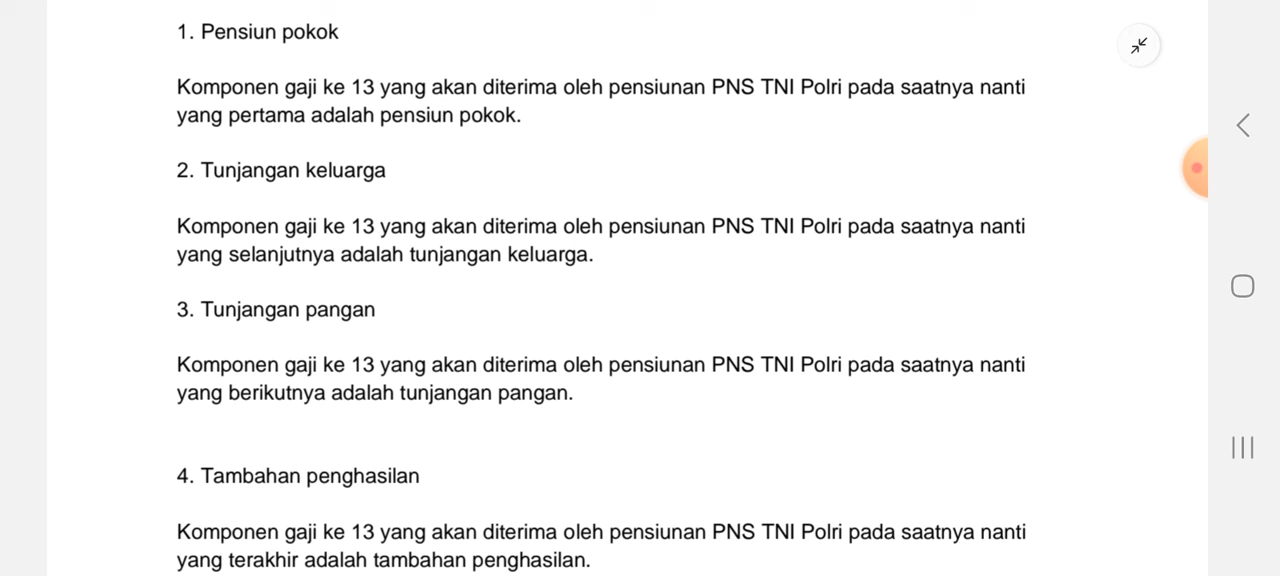 1. Pensiun pokok
Komponen gaji ke 13 yang akan diterima oleh pensiunan PNS TNI Polri pada saatnya nanti
yang pertama adalah pensiun pokok.
2. Tunjangan keluarga
Komponen gaji ke 13 yang akan diterima oleh pensiunan PNS TNI Polri pada saatnya nanti
yang selanjutnya adalah tunjangan keluarga.
3. Tunjangan pangan
Komponen gaji ke 13 yang akan diterima oleh pensiunan PNS TNI Polri pada saatnya nanti
yang berikutnya adalah tunjangan pangan.
4. Tambahan penghasilan
Komponen gaji ke 13 yang akan diterima oleh pensiunan PNS TNI Polri pada saatnya nanti
yang terakhir adalah tambahan penghasilan.